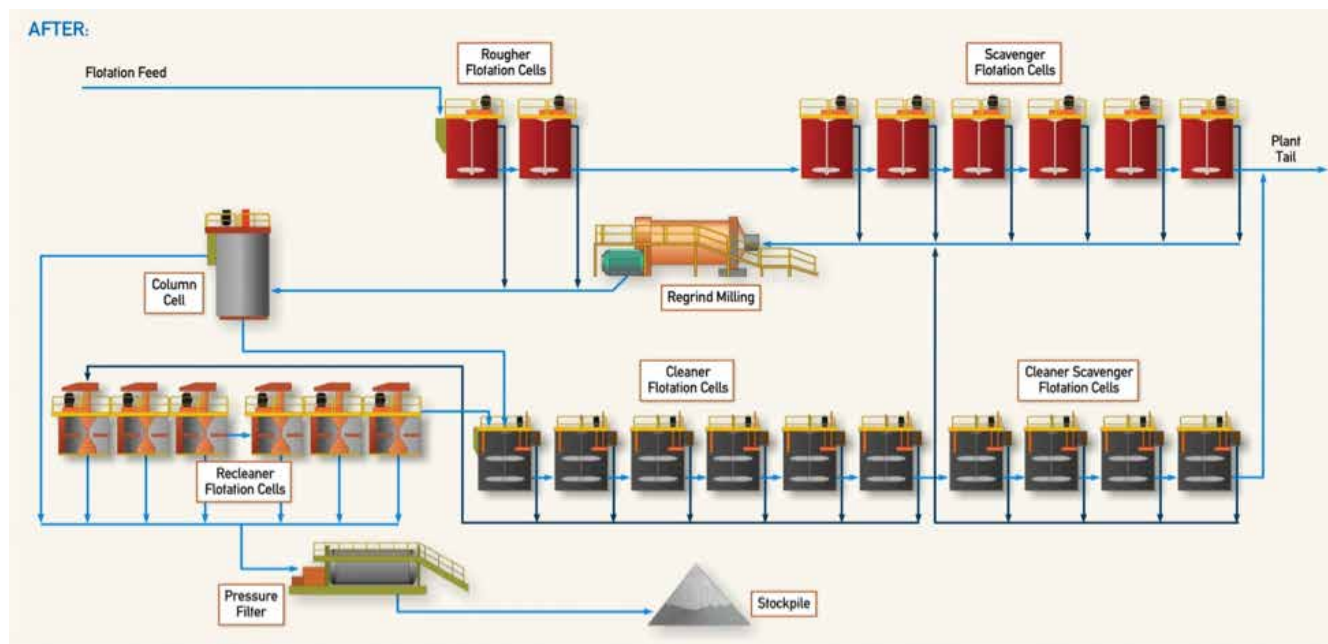 AFTER:
Flotation Feed
Rougher
Flotation Cells
Scavenger
Flotation Cells
Plant
Tail
Column
Cell
Regrind Milling
Cleaner
Flotation Cells
Cleaner Scavenger
Flotation Cells
Recleaner
Flotation Cells
Pressure
Filter
Stockpile